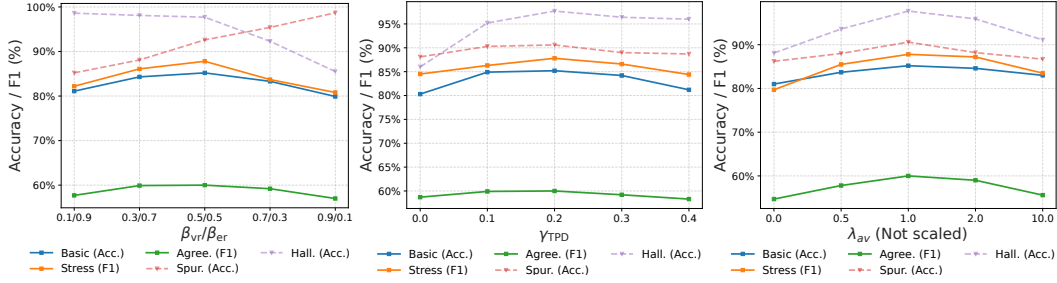 100%
90%
80%
70%
60%
Accuracy / F1 (%)
0.1/0.9 0.3/0.7 0.5/0.5 0.7/0.3 0.9/0.1
βvr/βer
Basic (Acc.) Agree. (F1) Hall. (Acc.)
Stress (F1) Spur. (Acc.)
95%
90%
85%
80%
75%
70%
65%
60%
Accuracy / F1 (%)
0.0 0.1 0.2 0.3 0.4
γTPD
Basic (Acc.) Agree. (F1) Hall. (Acc.)
Stress (F1) Spur. (Acc.)
90%
80%
70%
60%
Accuracy / F1 (%)
0.0 0.5 1.0 2.0 10.0
λav (Not scaled)
Basic (Acc.) Agree. (F1) Hall. (Acc.)
Stress (F1) Spur. (Acc.)